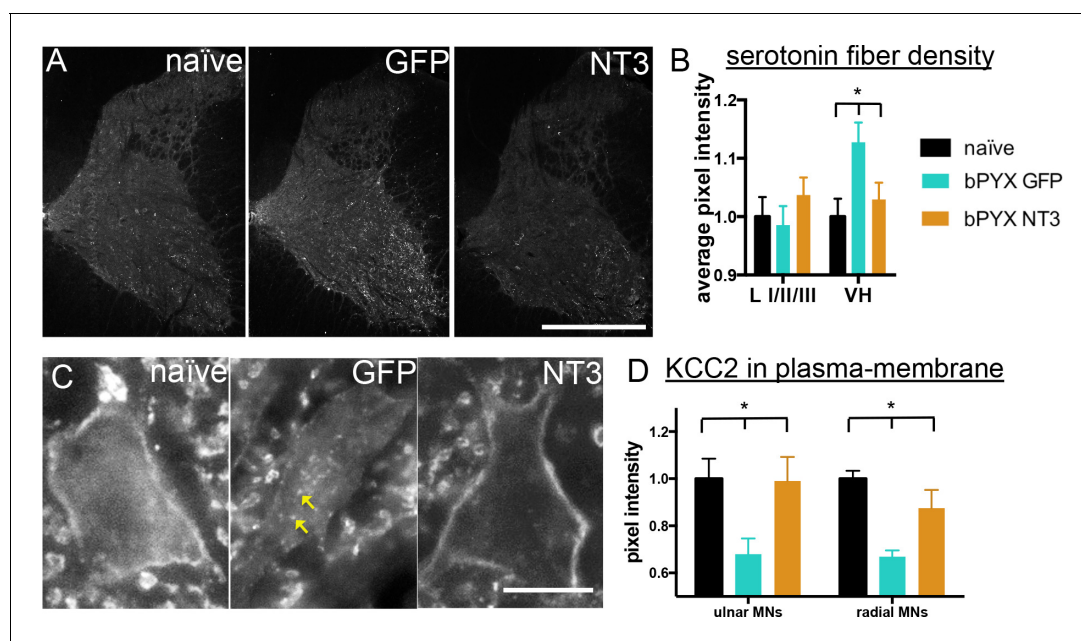 A naïve GFP NT3
B serotonin fiber density
average pixel intensity
1.2
1.1
1.0
0.9
*
L I/II/III VH
naïve
bPYX GFP
bPYX NT3
C naïve GFP NT3
D KCC2 in plasma-membrane
pixel intensity
1.2
1.0
0.8
0.6
* *
ulnar MNs radial MNs